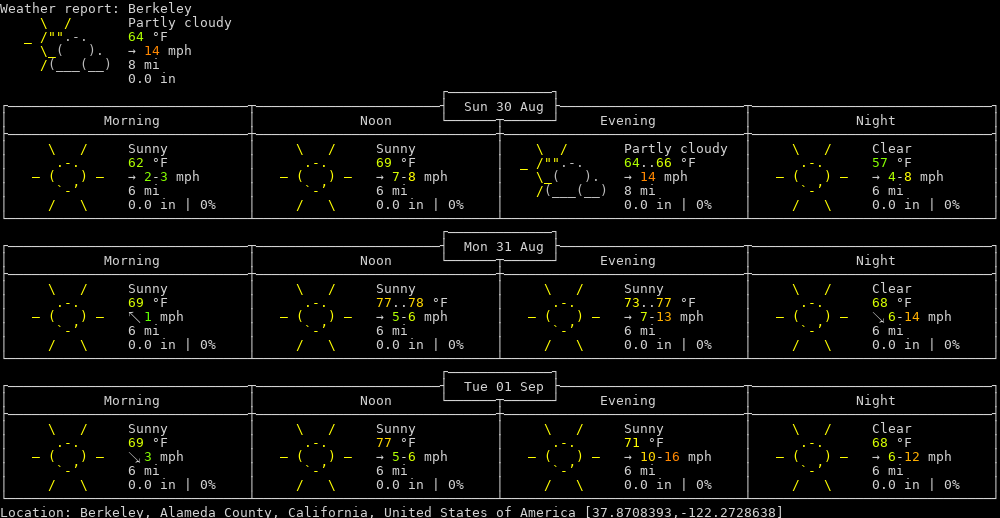 Weather report: Berkeley
Partly cloudy
64 °F
→ 14 mph
8 mi
0.0 in
Sun 30 Aug
Morning Noon Evening Night
Sunny Sunny Partly cloudy Clear
62 °F 69 °F 64..66 °F 57 °F
→ 2-3 mph → 7-8 mph → 14 mph → 4-8 mph
6 mi 6 mi 8 mi 6 mi
0.0 in | 0% 0.0 in | 0% 0.0 in | 0% 0.0 in | 0%
Mon 31 Aug
Morning Noon Evening Night
Sunny Sunny Sunny Clear
69 °F 77..78 °F 73..77 °F 68 °F
↖ 1 mph → 5-6 mph → 7-13 mph ↘ 6-14 mph
6 mi 6 mi 6 mi 6 mi
0.0 in | 0% 0.0 in | 0% 0.0 in | 0% 0.0 in | 0%
Tue 01 Sep
Morning Noon Evening Night
Sunny Sunny Sunny Clear
69 °F 77 °F 71 °F 68 °F
↘ 3 mph → 5-6 mph → 10-16 mph → 6-12 mph
6 mi 6 mi 6 mi 6 mi
0.0 in | 0% 0.0 in | 0% 0.0 in | 0% 0.0 in | 0%
Location: Berkeley, Alameda County, California, United States of America [37.8708393,-122.2728638]